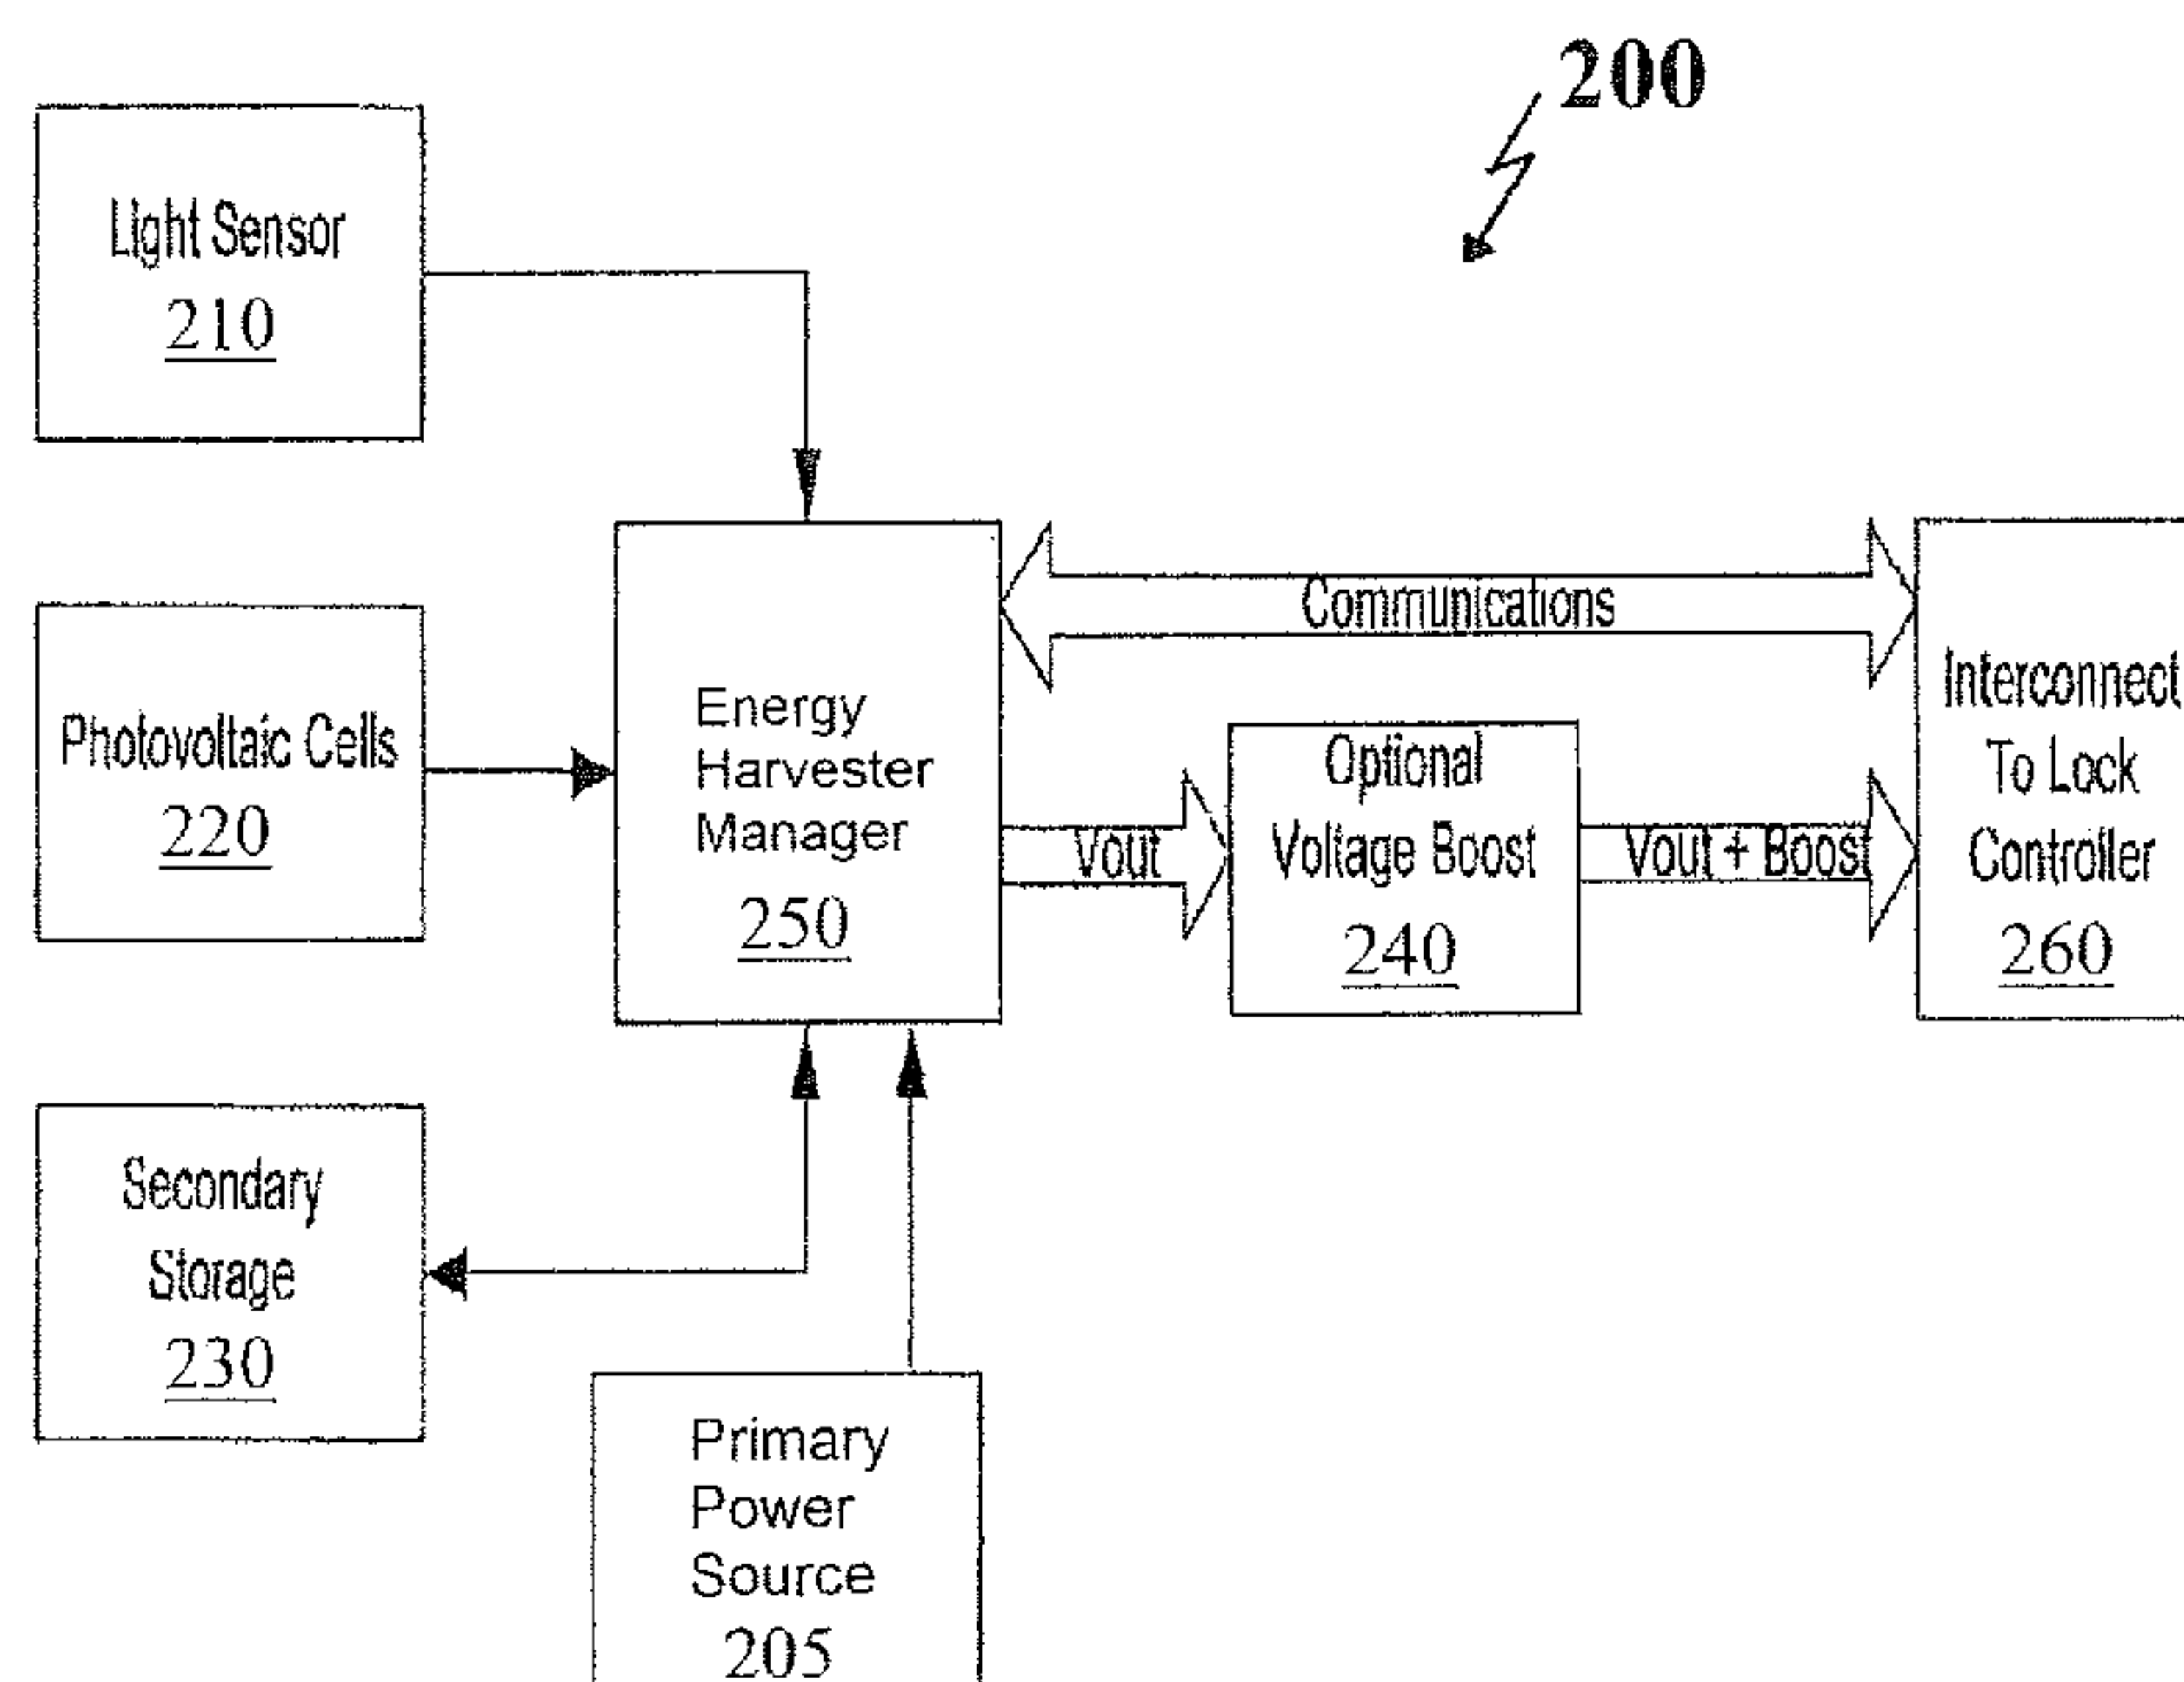 200
Light Sensor
210
Photovoltaic Cells
220
Energy
Harvester
Manager
250
Communications
Vout
Optional
Voltage Boost
240
Vout + Boost
Interconnect
To Lock
Controller
260
Secondary
Storage
230
Primary
Power
Source
205